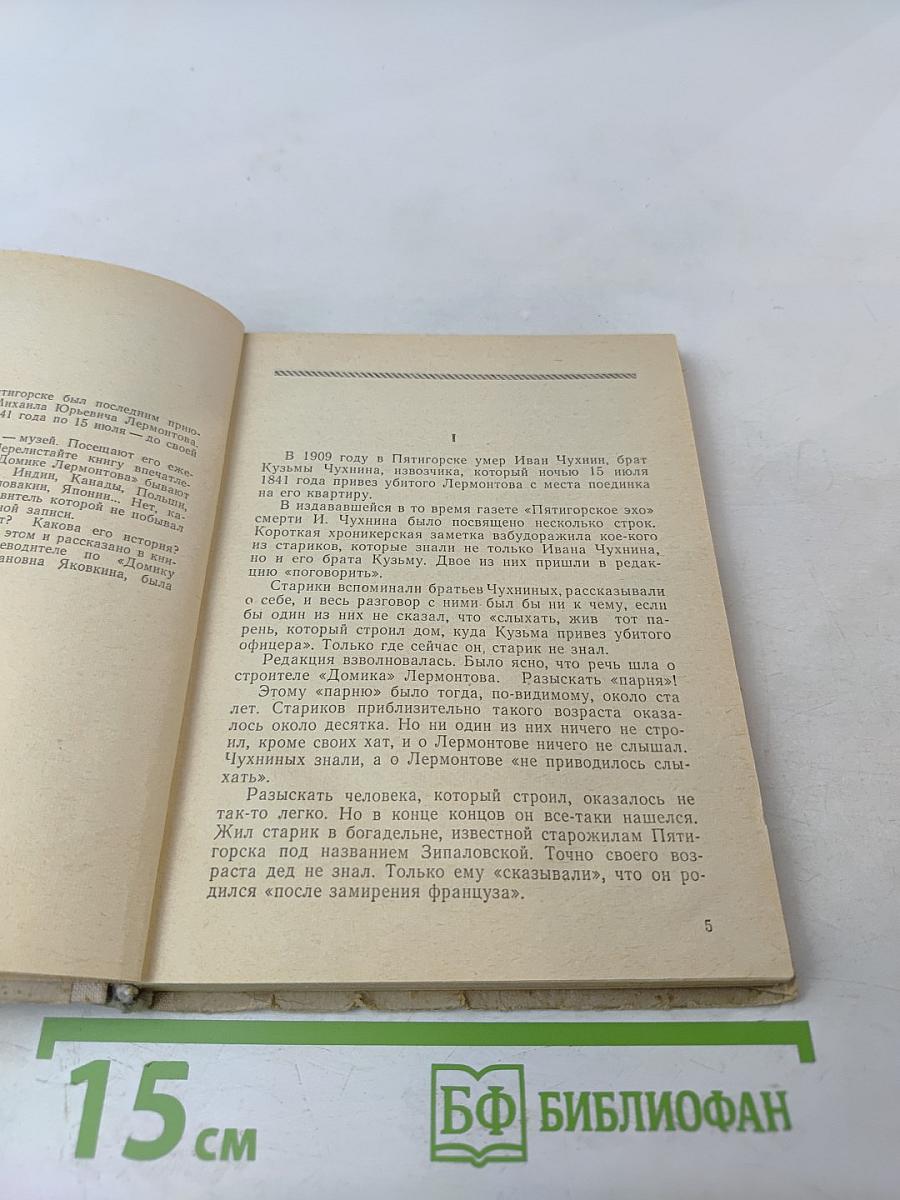 тигорске был последним прию-
Михаила Юрьевича Лермонтова.
41 года по 15 июля — до своей
— музей. Посещают его еже-
Перелистайте книгу впечатле-
Домике Лермонтова» бывают
Индии, Канады, Польши,
ловакии, Японии... Нет, ка-
витель которой не побывал
ной записи.
т? Какова его история?
этом и рассказано в кни-
еводителе по «Домику
ановна Яковкина, была
I
В 1909 году в Пятигорске умер Иван Чухнин, брат
Кузьмы Чухнина, извозчика, который ночью 15 июля
1841 года привез убитого Лермонтова с места поединка
на его квартиру.
В издававшейся в то время газете «Пятигорское эхо»
смерти И. Чухнина было посвящено несколько строк.
Короткая хроникерская заметка взбудоражила кое-кого
из стариков, которые знали не только Ивана Чухнина,
но и его брата Кузьму. Двое из них пришли в редак-
цию «поговорить».
Старики вспоминали братьев Чухниных, рассказывали
о себе, и весь разговор с ними был бы ни к чему, если
бы один из них не сказал, что «слыхать, жив тот па-
рень, который строил дом, куда Кузьма привез убитого
офицера». Только где сейчас он, старик не знал.
Редакция взволновалась. Было ясно, что речь шла о
строителе «Домика» Лермонтова. Разыскать «парня»!
Этому «парню» было тогда, по-видимому, около ста
лет. Стариков приблизительно такого возраста оказа-
лось около десятка. Но ни один из них ничего не стро-
ил, кроме своих хат, и о Лермонтове ничего не слышал.
Чухниных знали, а о Лермонтове «не приводилось слы-
хать».
Разыскать человека, который строил, оказалось не
так-то легко. Но в конце концов он все-таки нашелся.
Жил старик в богадельне, известной старожилам Пяти-
горска под названием Зипаловской. Точно своего воз-
раста дед не знал. Только ему «сказывали», что он ро-
дился «после замирения француза».
5
15 см
БФ БИБЛИОФАН